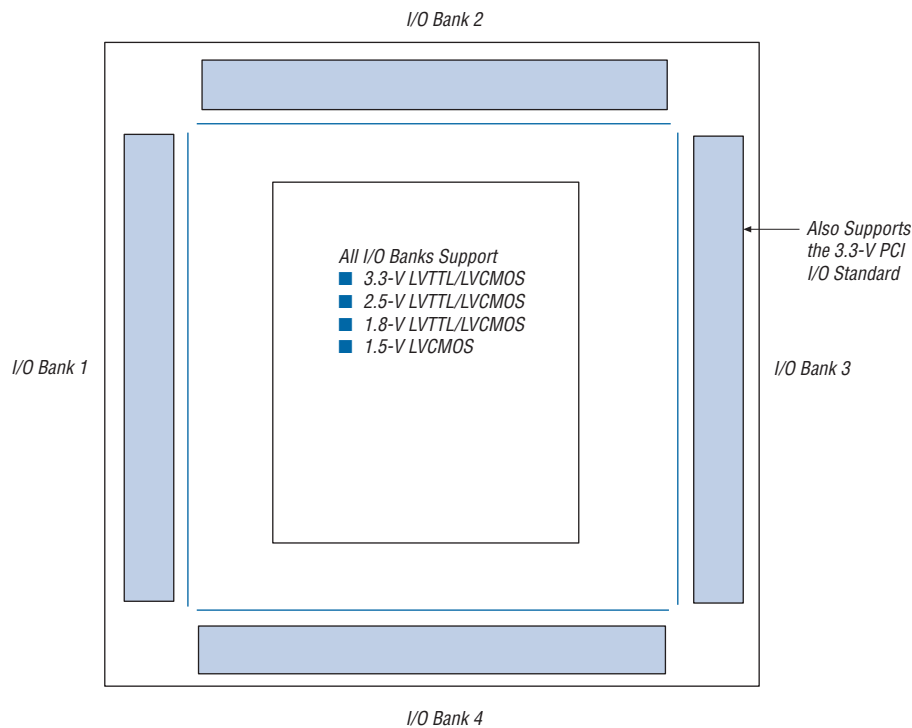 I/O Bank 2
Also Supports
the 3.3-V PCI
I/O Standard
All I/O Banks Support
■ 3.3-V LVTTL/LVCMOS
■ 2.5-V LVTTL/LVCMOS
■ 1.8-V LVTTL/LVCMOS
■ 1.5-V LVCMOS
I/O Bank 1
I/O Bank 3
I/O Bank 4